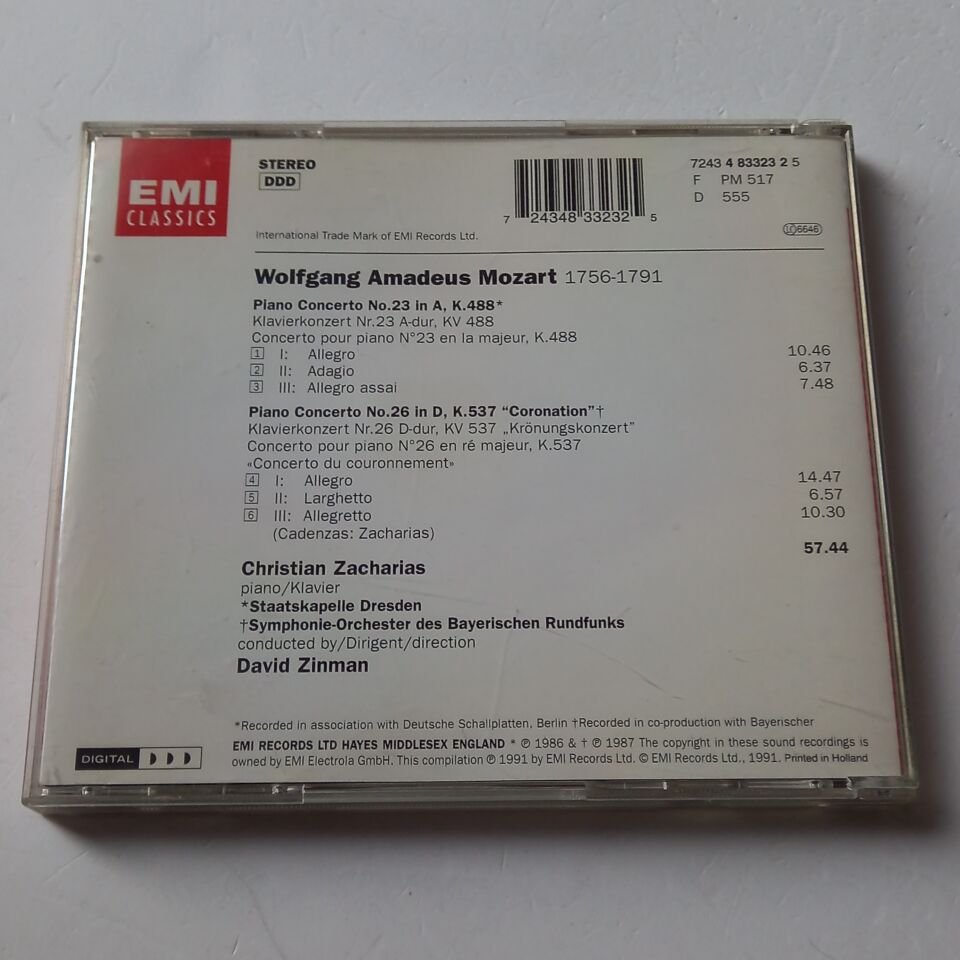 EMI
CLASSICS
STEREO
DDD
International Trade Mark of EMI Records Ltd.
7 24348 33232 5
7243 4 83323 2 5
F PM 517
D 555
Wolfgang Amadeus Mozart 1756-1791
Piano Concerto No.23 in A, K.488*
Klavierkonzert Nr.23 A-dur, KV 488
Concerto pour piano N°23 en la majeur, K.488
1 I: Allegro 10.46
2 II: Adagio 6.37
3 III: Allegro assai 7.48
Piano Concerto No.26 in D, K.537 “Coronation”†
Klavierkonzert Nr.26 D-dur, KV 537 „Krönungskonzert”
Concerto pour piano N°26 en ré majeur, K.537
«Concerto du couronnement»
4 I: Allegro 14.47
5 II: Larghetto 6.57
6 III: Allegretto 10.30
(Cadenzas: Zacharias)
57.44
Christian Zacharias
piano/Klavier
*Staatskapelle Dresden
†Symphonie-Orchester des Bayerischen Rundfunks
conducted by/Dirigent/direction
David Zinman
*Recorded in association with Deutsche Schallplatten, Berlin †Recorded in co-production with Bayerischer
EMI RECORDS LTD HAYES MIDDLESEX ENGLAND * ℗ 1986 & † ℗ 1987 The copyright in these sound recordings is
owned by EMI Electrola GmbH. This compilation ℗ 1991 by EMI Records Ltd. © EMI Records Ltd., 1991. Printed in Holland
DIGITAL